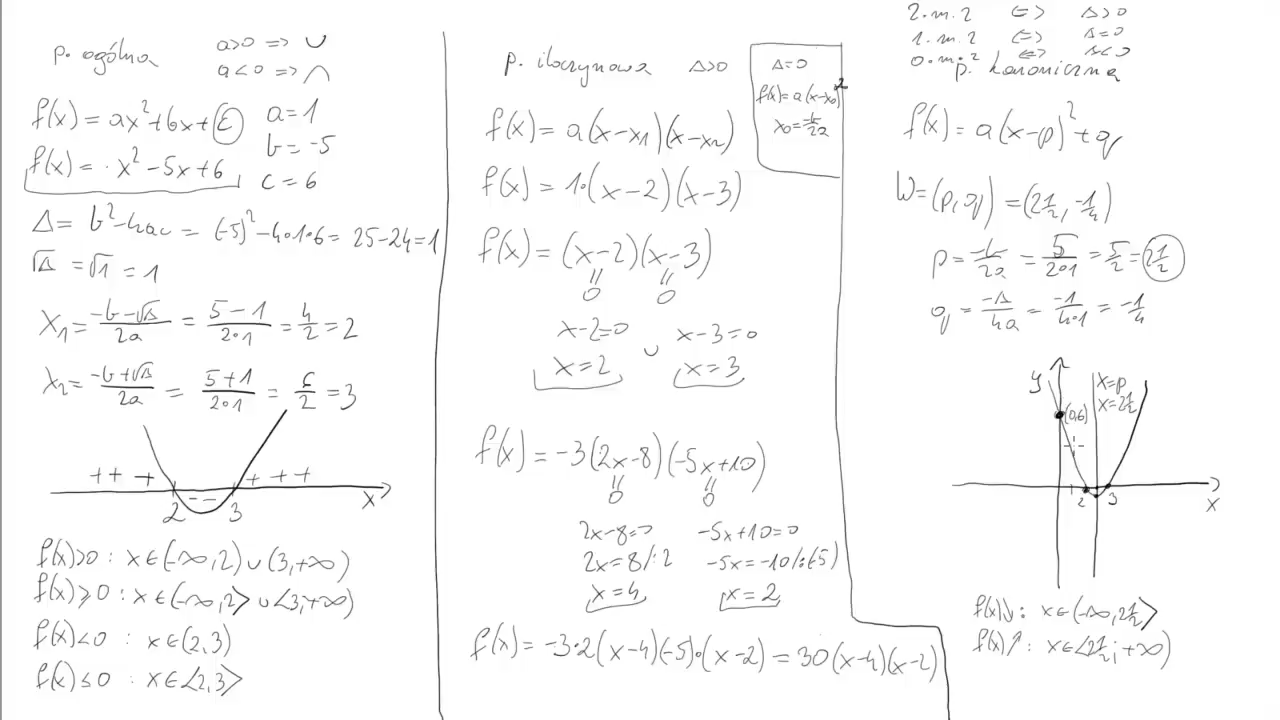 p. ogólna
a>0 => ∪
a<0 => ∩
f(x) = ax²+bx+c
a=1
f(x) = x² - 5x + 6
b = -5
c = 6
Δ = b²-4ac = (-5)² - 4·1·6 = 25-24=1
√Δ = √1 = 1
x₁ = (-b-√Δ)/2a = (5-1)/(2·1) = 4/2 = 2
x₂ = (-b+√Δ)/2a = (5+1)/(2·1) = 6/2 = 3
+ + + - - + + +
2 3 x
f(x)>0 : x∈(-∞,2)∪(3,+∞)
f(x)⩾0 : x∈(-∞,2>∪<3,+∞)
f(x)<0 : x∈(2,3)
f(x)≤0 : x∈<2,3>
p. iloczynowa Δ>0
Δ=0
f(x)=a(x-x₀)²
x₀=-b/2a
f(x) = a(x-x₁)(x-x₂)
f(x) = 1·(x-2)(x-3)
f(x) = (x-2)(x-3)
0 0
x-2=0 ∪ x-3=0
x=2 x=3
f(x) = -3(2x-8)(-5x+10)
0 0
2x-8=0 -5x+10=0
2x=8/:2 -5x=-10/:(-5)
x=4 x=2
f(x) = -3·2(x-4)(-5)·(x-2) = 30(x-4)(x-2)
2.m.z <=> Δ>0
1.m.z <=> Δ=0
0.m.z <=> Δ<0
p. kanoniczna
f(x) = a(x-p)²+q
W=(p,q) = (2½, -¼)
p = -b/2a = 5/(2·1) = 5/2 = 2½
q = -Δ/4a = -1/(4·1) = -¼
y
x=p
x=2½
(0,6)
1 2 3 x
f(x)↓ : x∈(-∞,2½>
f(x)↗ : x∈<2½; +∞)